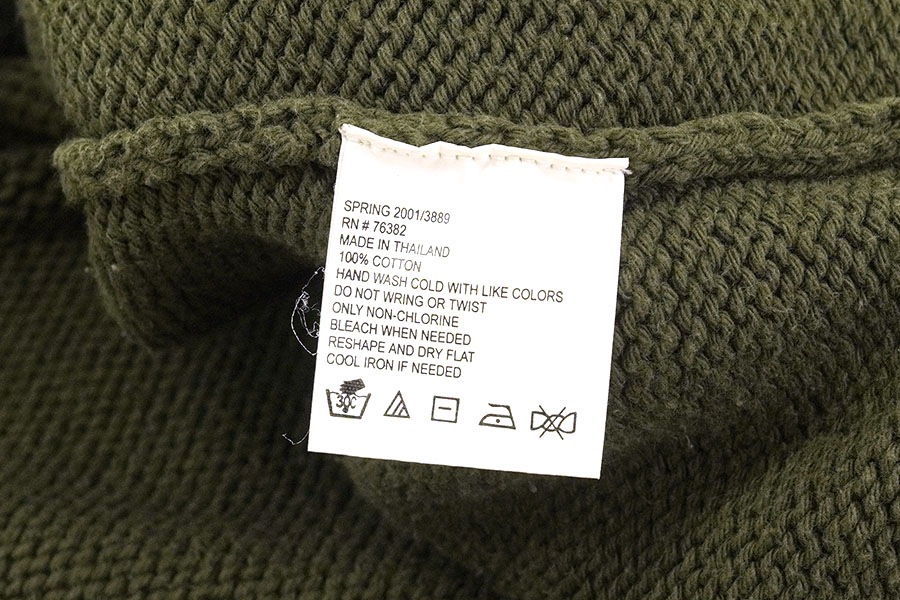 SPRING 2001/3889
RN # 76382
MADE IN THAILAND
100% COTTON
HAND WASH COLD WITH LIKE COLORS
DO NOT WRING OR TWIST
ONLY NON-CHLORINE
BLEACH WHEN NEEDED
RESHAPE AND DRY FLAT
COOL IRON IF NEEDED
30C